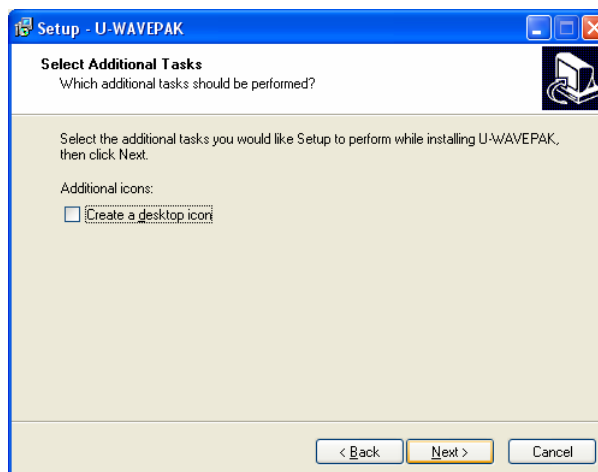 Setup - U-WAVEPAK
Select Additional Tasks
Which additional tasks should be performed?
Select the additional tasks you would like Setup to perform while installing U-WAVEPAK,
then click Next.
Additional icons:
Create a desktop icon
< Back
Next >
Cancel